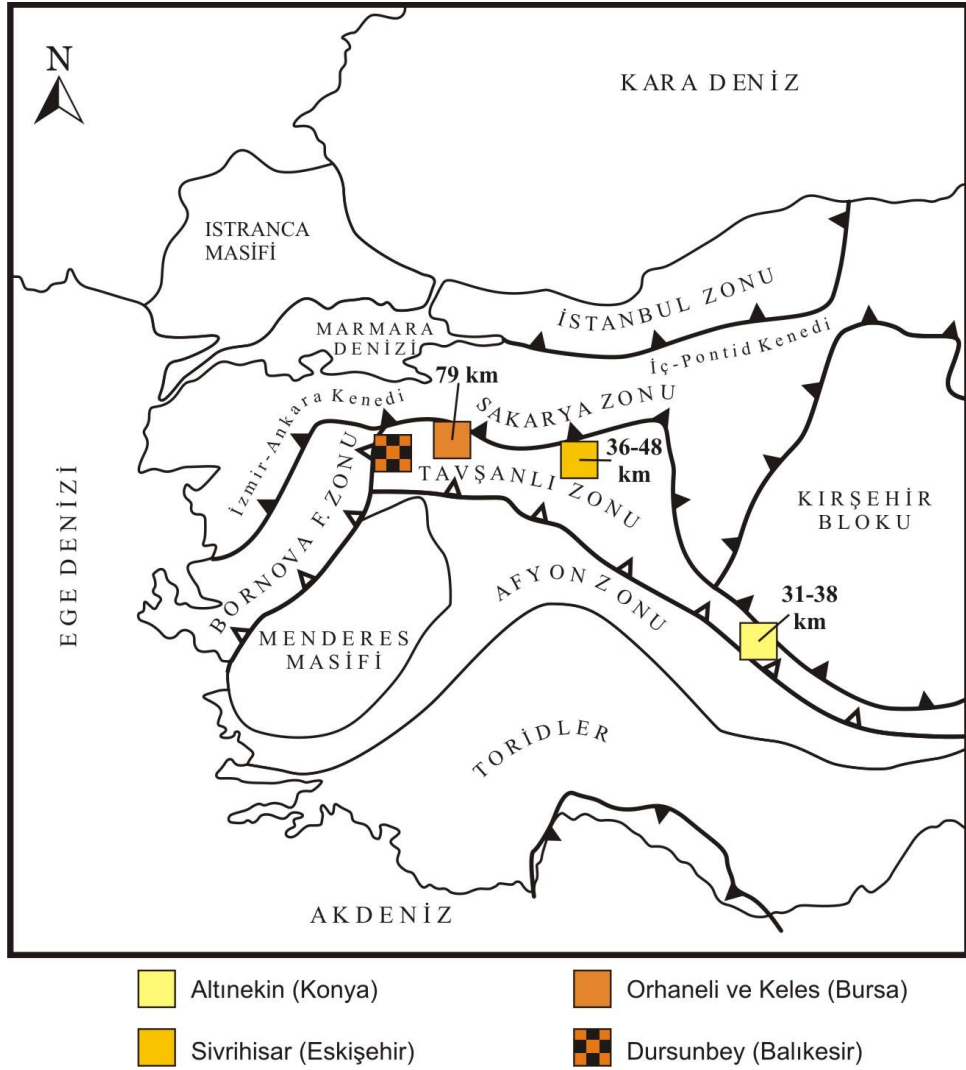 N
KARA DENİZ
ISTRANCA
MASİFİ
İSTANBUL ZONU
MARMARA
DENİZİ
İç-Pontid Kenedi
79 km
İzmir-Ankara Kenedi
SAKARYA ZONU
36-48
km
TAVŞANLI ZONU
EGE DENİZİ
BORNOVA F. ZONU
KIRŞEHİR
BLOKU
AFYON ZONU
31-38
km
MENDERES
MASİFİ
TORİDLER
AKDENİZ
Altınekin (Konya)
Orhaneli ve Keles (Bursa)
Sivrihisar (Eskişehir)
Dursunbey (Balıkesir)